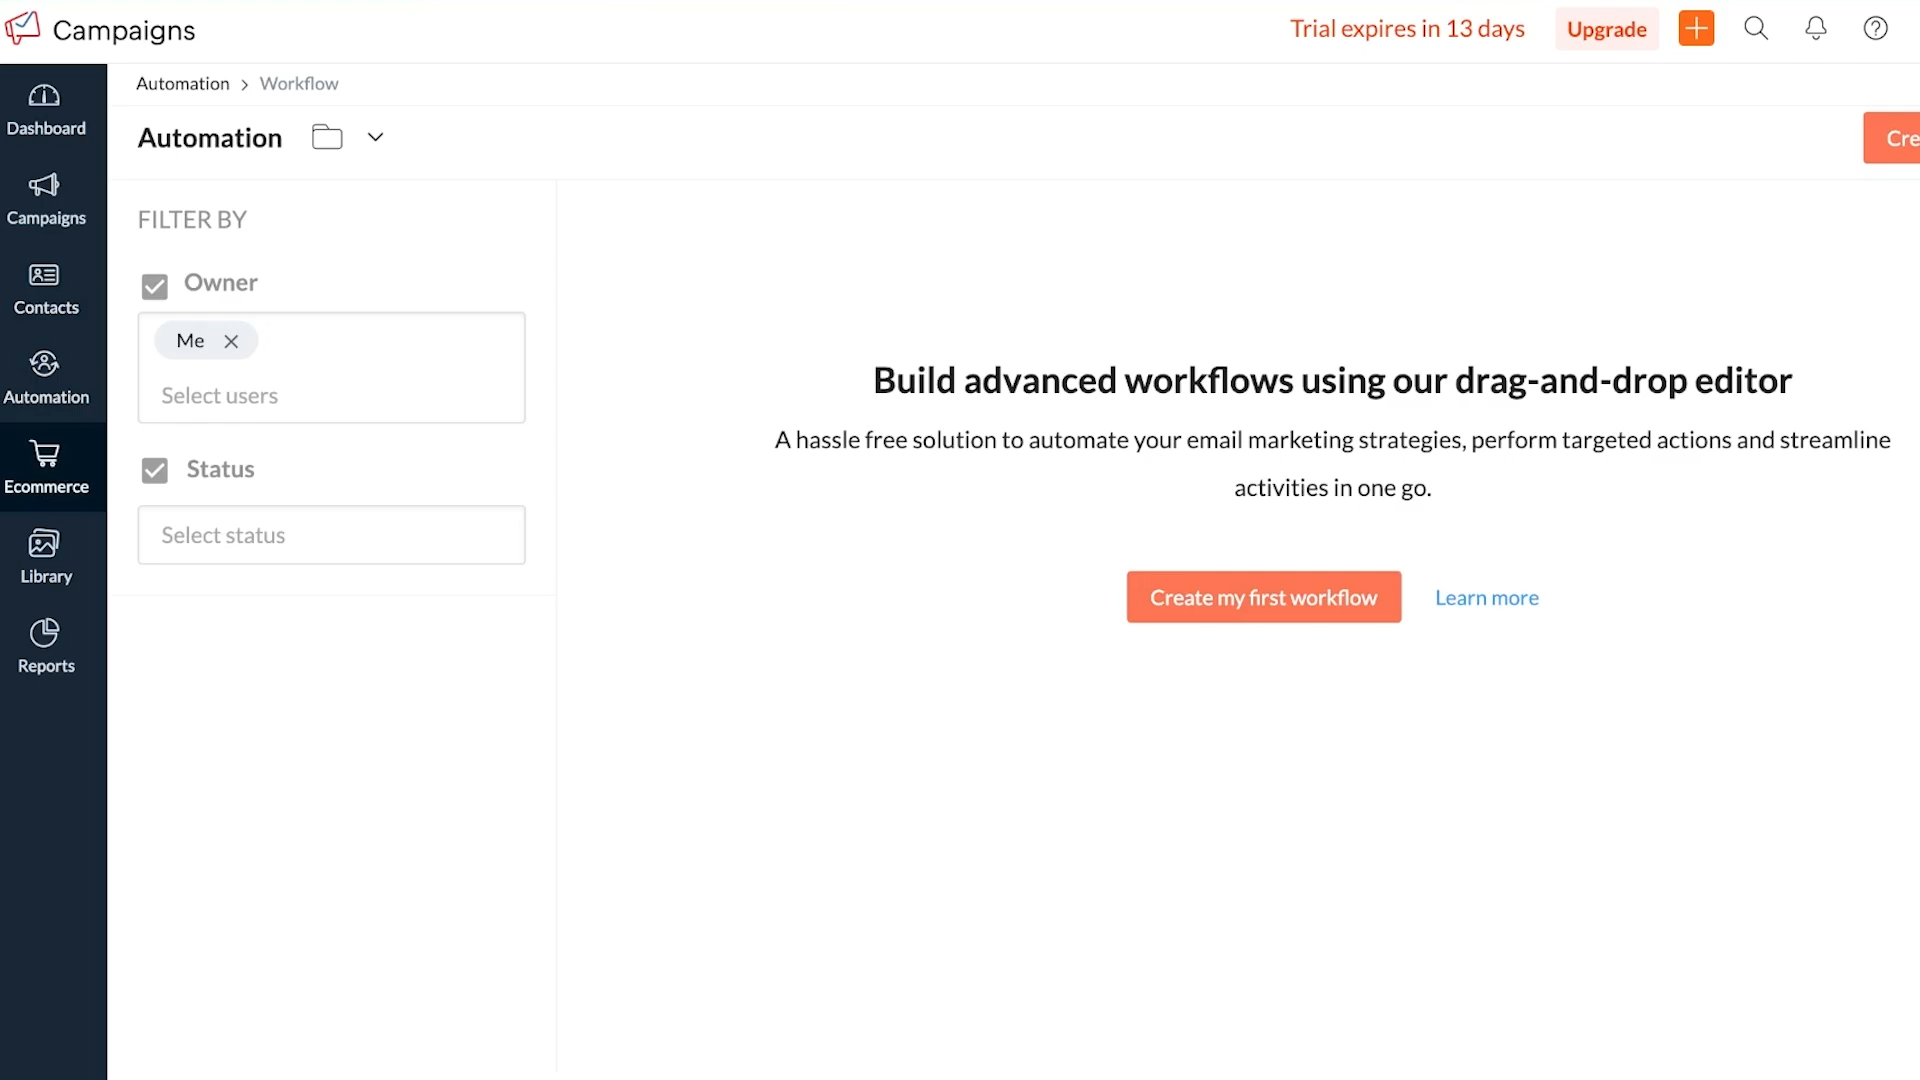 Campaigns
Trial expires in 13 days
Upgrade
Automation > Workflow
Automation
Cre
Dashboard
Campaigns
Contacts
Automation
Ecommerce
Library
Reports
FILTER BY
Owner
Me
Select users
Status
Select status
Build advanced workflows using our drag-and-drop editor
A hassle free solution to automate your email marketing strategies, perform targeted actions and streamline
activities in one go.
Create my first workflow
Learn more